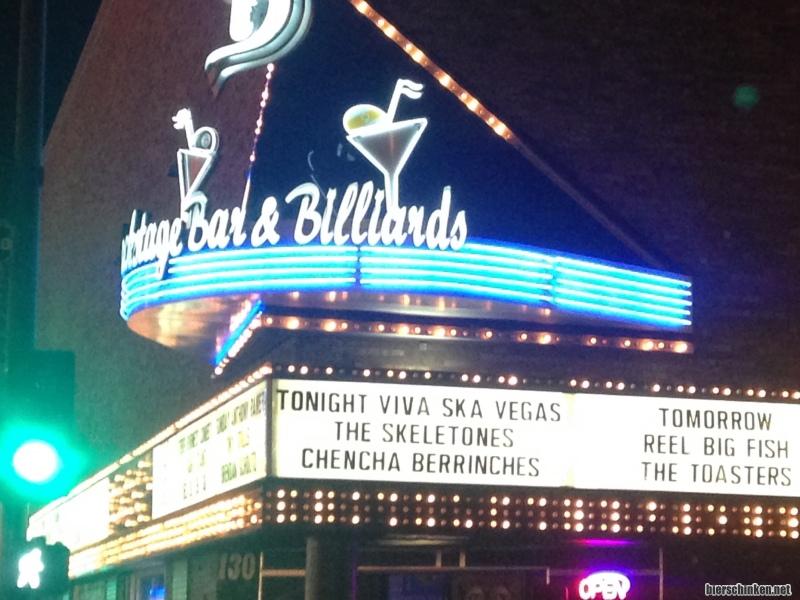 Bar & Billiards
TONIGHT VIVA SKA VEGAS
THE SKELETONES
CHENCHA BERRINCHES
TOMORROW
REEL BIG FISH
THE TOASTERS
130
OPEN
bierschinken.net